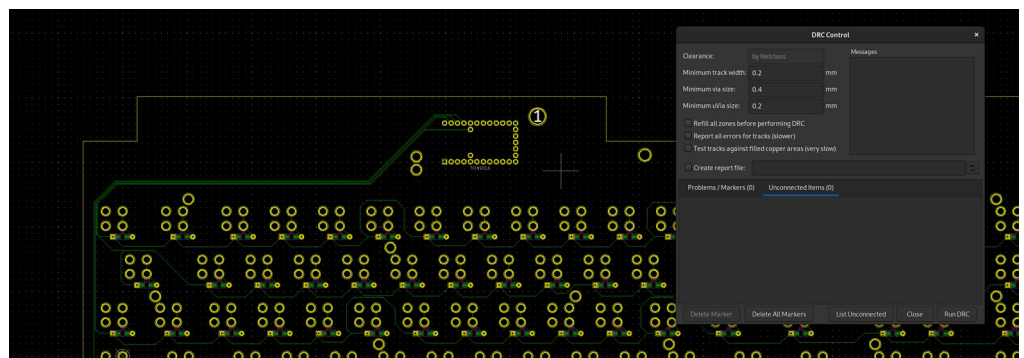 DRC Control
×
Clearance: by Netclass
Messages
Minimum track width: 0.2 mm
Minimum via size: 0.4 mm
Minimum uVia size: 0.2 mm
Refill all zones before performing DRC
Report all errors for tracks (slower)
Test tracks against filled copper areas (very slow)
Create report file:
Problems / Markers (0) Unconnected Items (0)
Delete Marker Delete All Markers List Unconnected Close Run DRC
1